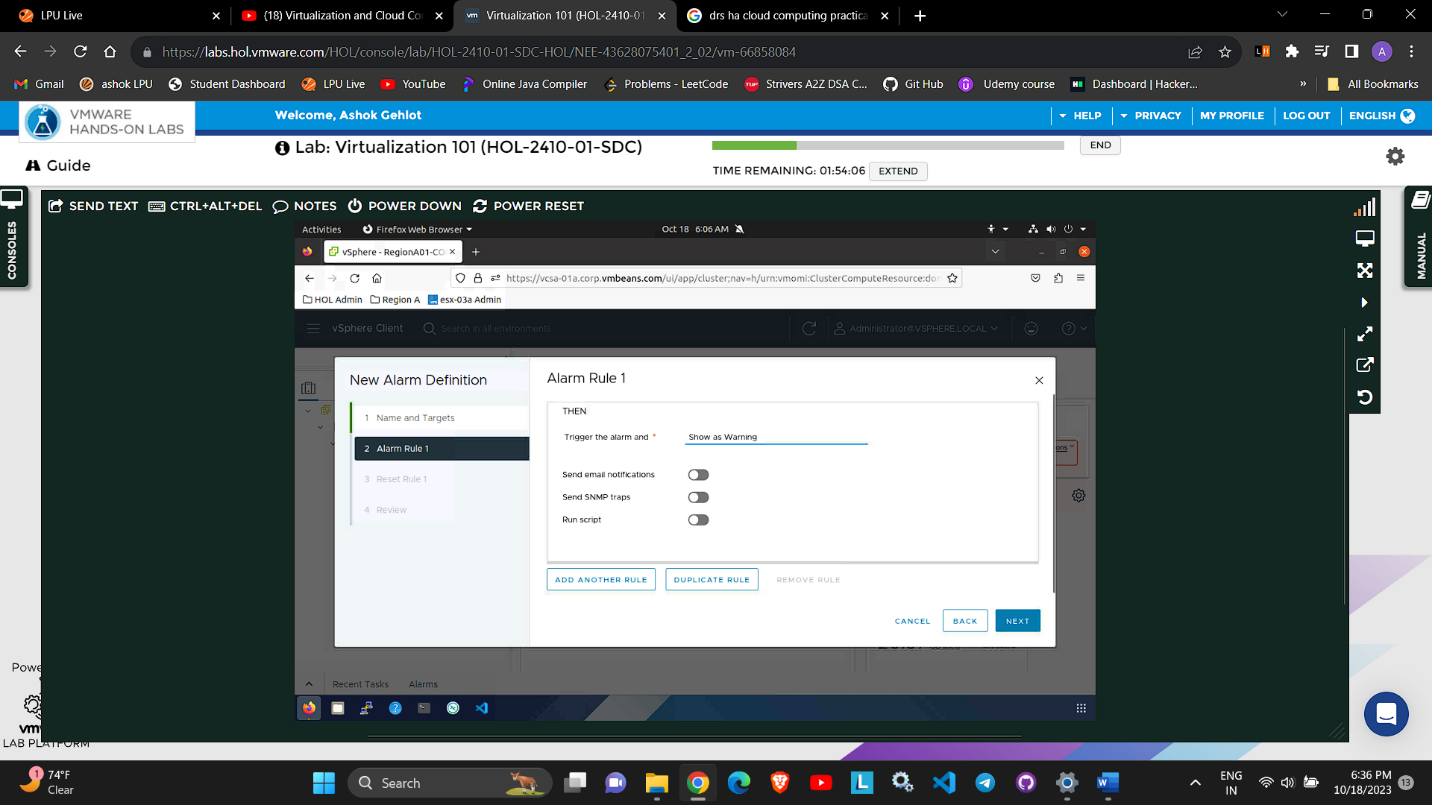 LPU Live
(18) Virtualization and Cloud Co
Virtualization 101 (HOL-2410-01
drs ha cloud computing practica
https://labs.hol.vmware.com/HOL/console/lab/HOL-2410-01-SDC-HOL/NEE-43628075401_2_02/vm-66858084
A
Gmail
ashok LPU
Student Dashboard
LPU Live
YouTube
Online Java Compiler
Problems - LeetCode
Strivers A2Z DSA C...
Git Hub
Udemy course
Dashboard | Hacker...
»
All Bookmarks
VMWARE
HANDS-ON LABS
Welcome, Ashok Gehlot
HELP
PRIVACY
MY PROFILE
LOG OUT
ENGLISH
Guide
Lab: Virtualization 101 (HOL-2410-01-SDC)
END
TIME REMAINING: 01:54:06
EXTEND
CONSOLES
SEND TEXT
CTRL+ALT+DEL
NOTES
POWER DOWN
POWER RESET
MANUAL
Activities
Firefox Web Browser
Oct 18 6:06 AM
vSphere - RegionA01-CO
https://vcsa-01a.corp.vmbeans.com/ui/app/cluster;nav=h/urn:vmomi:ClusterComputeResource:do
HOL Admin
Region A
esx-03a Admin
vSphere Client
Search in all environments
Administrator@VSPHERE.LOCAL
New Alarm Definition
1 Name and Targets
2 Alarm Rule 1
3 Reset Rule 1
4 Review
Alarm Rule 1
THEN
Trigger the alarm and *
Show as Warning
Send email notifications
Send SNMP traps
Run script
ADD ANOTHER RULE
DUPLICATE RULE
REMOVE RULE
CANCEL
BACK
NEXT
Recent Tasks
Alarms
Powe
vmw
LAB PLATFORM
1
74°F
Clear
Search
ENG
IN
6:36 PM
10/18/2023
13